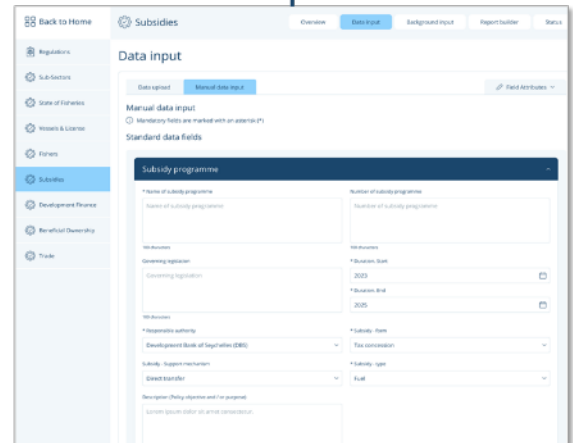 Back to Home
Subsidies
Overview
Data input
Background input
Report builder
Status
Regulations
Sub-Sectors
State of Fisheries
Vessels & License
Fishers
Subsidies
Development Finance
Beneficial Ownership
Trade
Data input
Data upload
Manual data input
Field Attributes
Manual data input
Mandatory fields are marked with an asterisk (*)
Standard data fields
Subsidy programme
* Name of subsidy programme
Number of subsidy programme
Name of subsidy programme
Number of subsidy programme
Governing legislation
* Duration: Start
Governing legislation
2023
* Duration: End
2025
* Responsible authority
* Subsidy - form
Development Bank of Seychelles (DBS)
Tax concession
Subsidy - Support mechanism
* Subsidy - type
Direct transfer
Fuel
Description (Policy objective and / or purpose)
Lorem ipsum dolor sit amet consectetur.